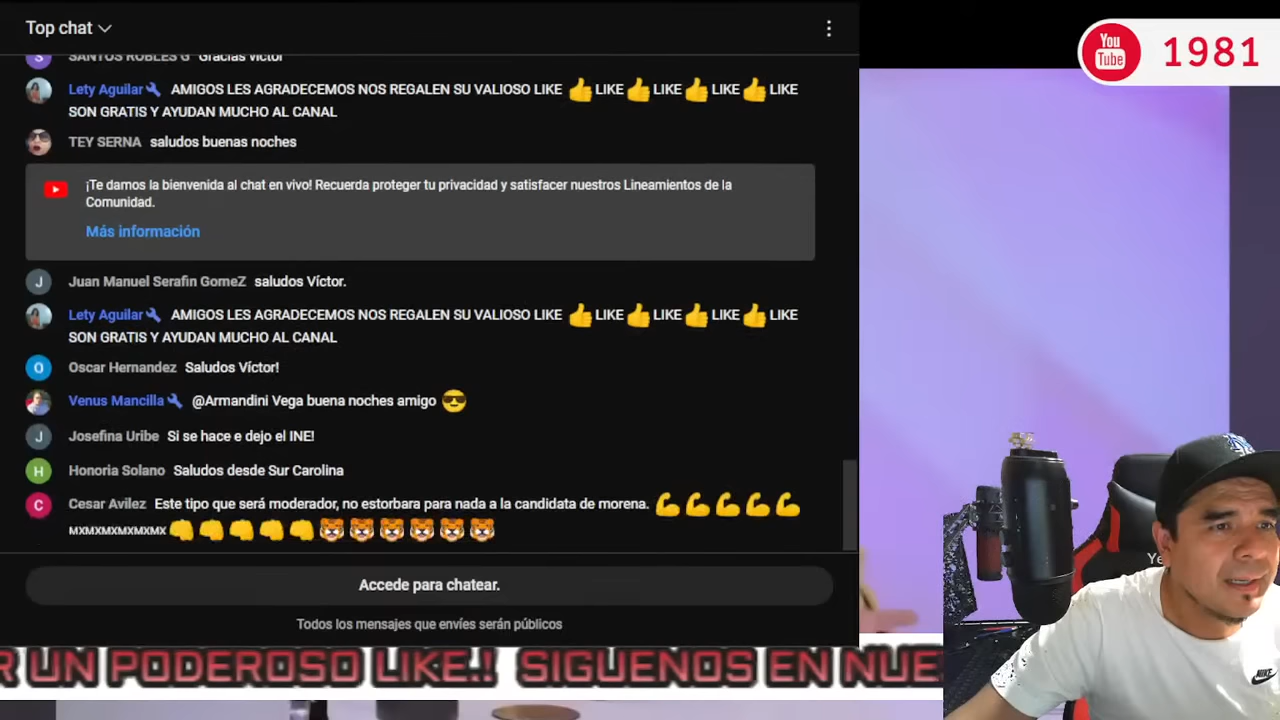 Top chat
You
Tube
1981
SANTOS ROBLES G Gracias Victor
Lety Aguilar AMIGOS LES AGRADECEMOS NOS REGALEN SU VALIOSO LIKE 👍 LIKE 👍 LIKE 👍 LIKE 👍 LIKE
SON GRATIS Y AYUDAN MUCHO AL CANAL
TEY SERNA saludos buenas noches
¡Te damos la bienvenida al chat en vivo! Recuerda proteger tu privacidad y satisfacer nuestros Lineamientos de la
Comunidad.
Más información
J Juan Manuel Serafin GomeZ saludos Víctor.
Lety Aguilar AMIGOS LES AGRADECEMOS NOS REGALEN SU VALIOSO LIKE 👍 LIKE 👍 LIKE 👍 LIKE 👍 LIKE
SON GRATIS Y AYUDAN MUCHO AL CANAL
O Oscar Hernandez Saludos Víctor!
Venus Mancilla @Armandini Vega buena noches amigo 😎
J Josefina Uribe Si se hace e dejo el INE!
H Honoria Solano Saludos desde Sur Carolina
C Cesar Avilez Este tipo que será moderador, no estorbara para nada a la candidata de morena. 💪💪💪💪💪
MXMXMXMXMXMX 👊👊👊👊👊🐯🐯🐯🐯🐯🐯
Accede para chatear.
Todos los mensajes que envíes serán públicos
R UN PODEROSO LIKE.! SIGUENOS EN NUE
NIKE